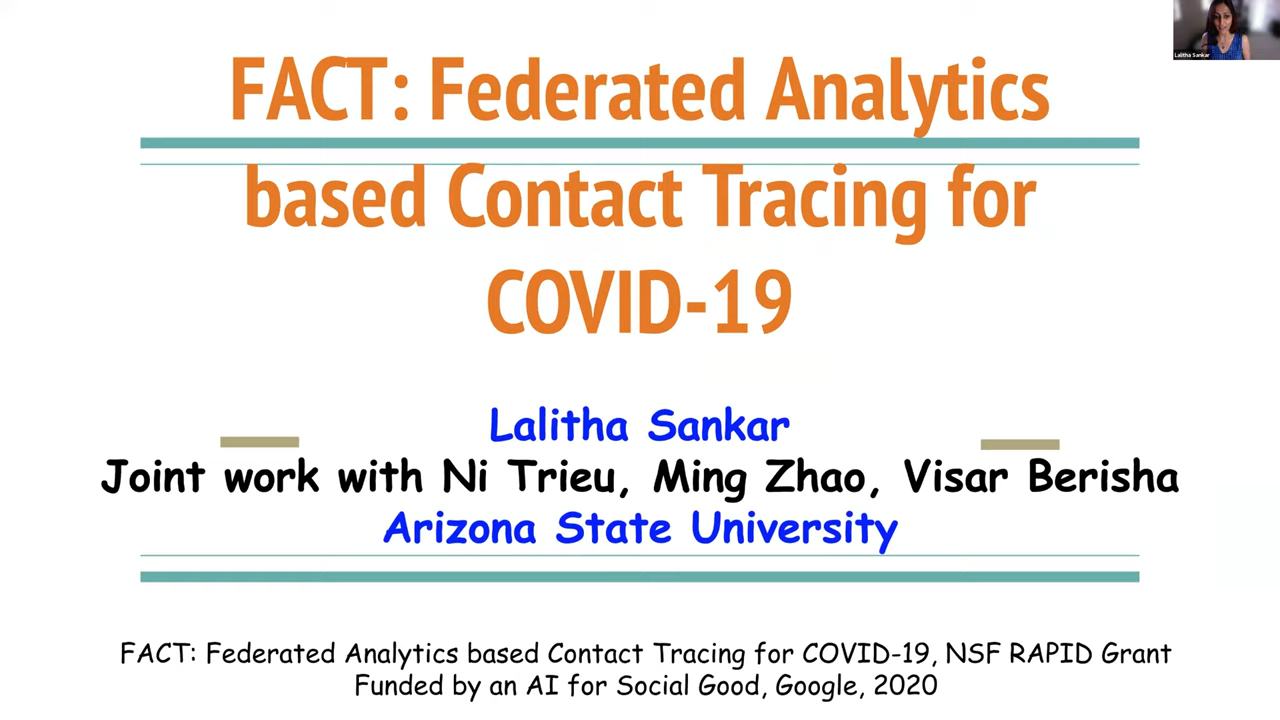 Lalitha Sankar
FACT: Federated Analytics
based Contact Tracing for
COVID-19
Lalitha Sankar
Joint work with Ni Trieu, Ming Zhao, Visar Berisha
Arizona State University
FACT: Federated Analytics based Contact Tracing for COVID-19, NSF RAPID Grant
Funded by an AI for Social Good, Google, 2020